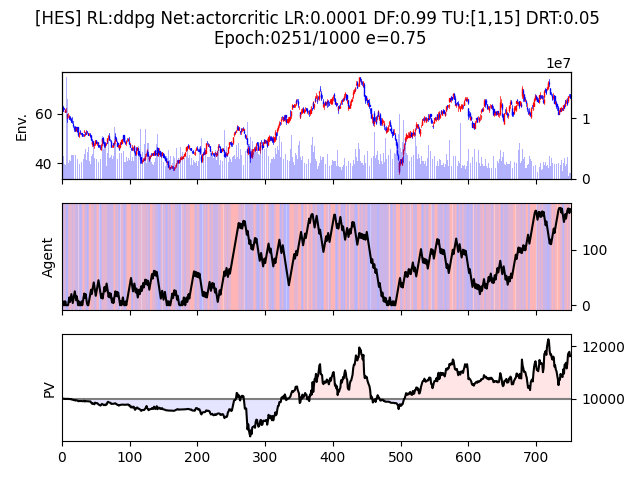 [HES] RL:ddpg Net:actorcritic LR:0.0001 DF:0.99 TU:[1,15] DRT:0.05
Epoch:0251/1000 e=0.75
1e7
Env.
60
40
1
0
Agent
100
0
PV
12000
10000
0 100 200 300 400 500 600 700